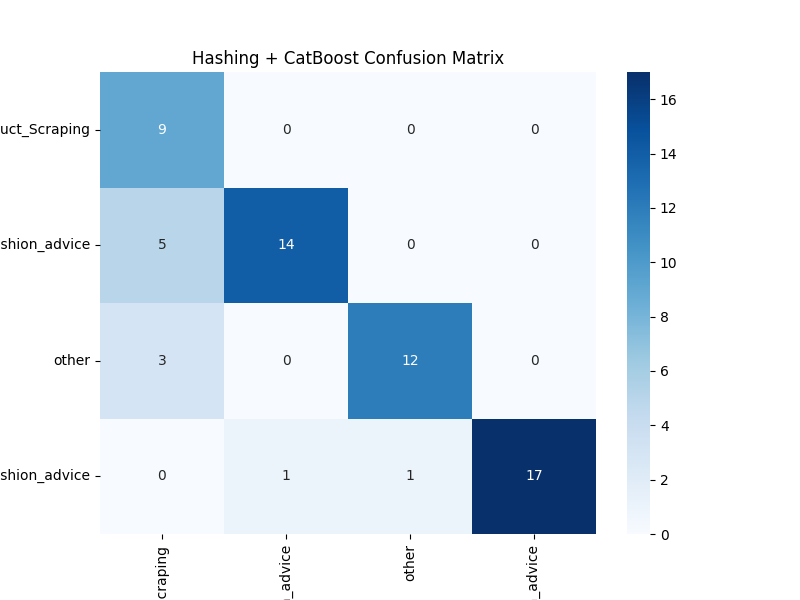 Hashing + CatBoost Confusion Matrix
uct_Scraping
9 0 0 0
shion_advice
5 14 0 0
other
3 0 12 0
shion_advice
0 1 1 17
craping
_advice
other
_advice
16
14
12
10
8
6
4
2
0